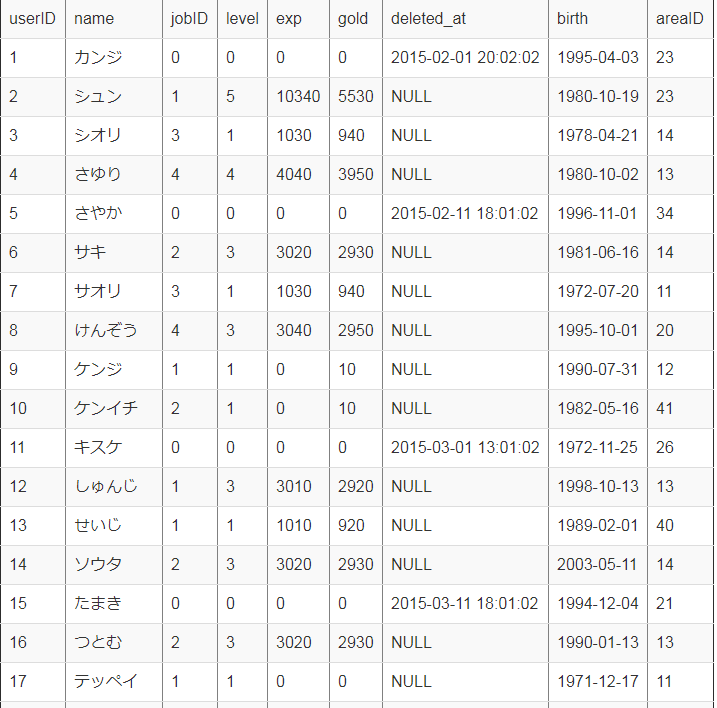 userID name jobID level exp gold deleted_at birth areaID
1 カンジ 0 0 0 0 2015-02-01 20:02:02 1995-04-03 23
2 シュン 1 5 10340 5530 NULL 1980-10-19 23
3 シオリ 3 1 1030 940 NULL 1978-04-21 14
4 さゆり 4 4 4040 3950 NULL 1980-10-02 13
5 さやか 0 0 0 0 2015-02-11 18:01:02 1996-11-01 34
6 サキ 2 3 3020 2930 NULL 1981-06-16 14
7 サオリ 3 1 1030 940 NULL 1972-07-20 11
8 けんぞう 4 3 3040 2950 NULL 1995-10-01 20
9 ケンジ 1 1 0 10 NULL 1990-07-31 12
10 ケンイチ 2 1 0 10 NULL 1982-05-16 41
11 キスケ 0 0 0 0 2015-03-01 13:01:02 1972-11-25 26
12 しゅんじ 1 3 3010 2920 NULL 1998-10-13 13
13 せいじ 1 1 1010 920 NULL 1989-02-01 40
14 ソウタ 2 3 3020 2930 NULL 2003-05-11 14
15 たまき 0 0 0 0 2015-03-11 18:01:02 1994-12-04 21
16 つとむ 2 3 3020 2930 NULL 1990-01-13 13
17 テッペイ 1 1 0 0 NULL 1971-12-17 11